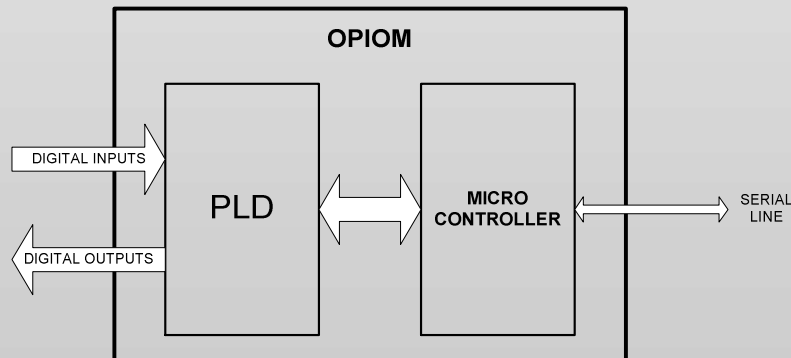 OPIOM
DIGITAL INPUTS
PLD
MICRO
CONTROLLER
SERIAL
LINE
DIGITAL OUTPUTS